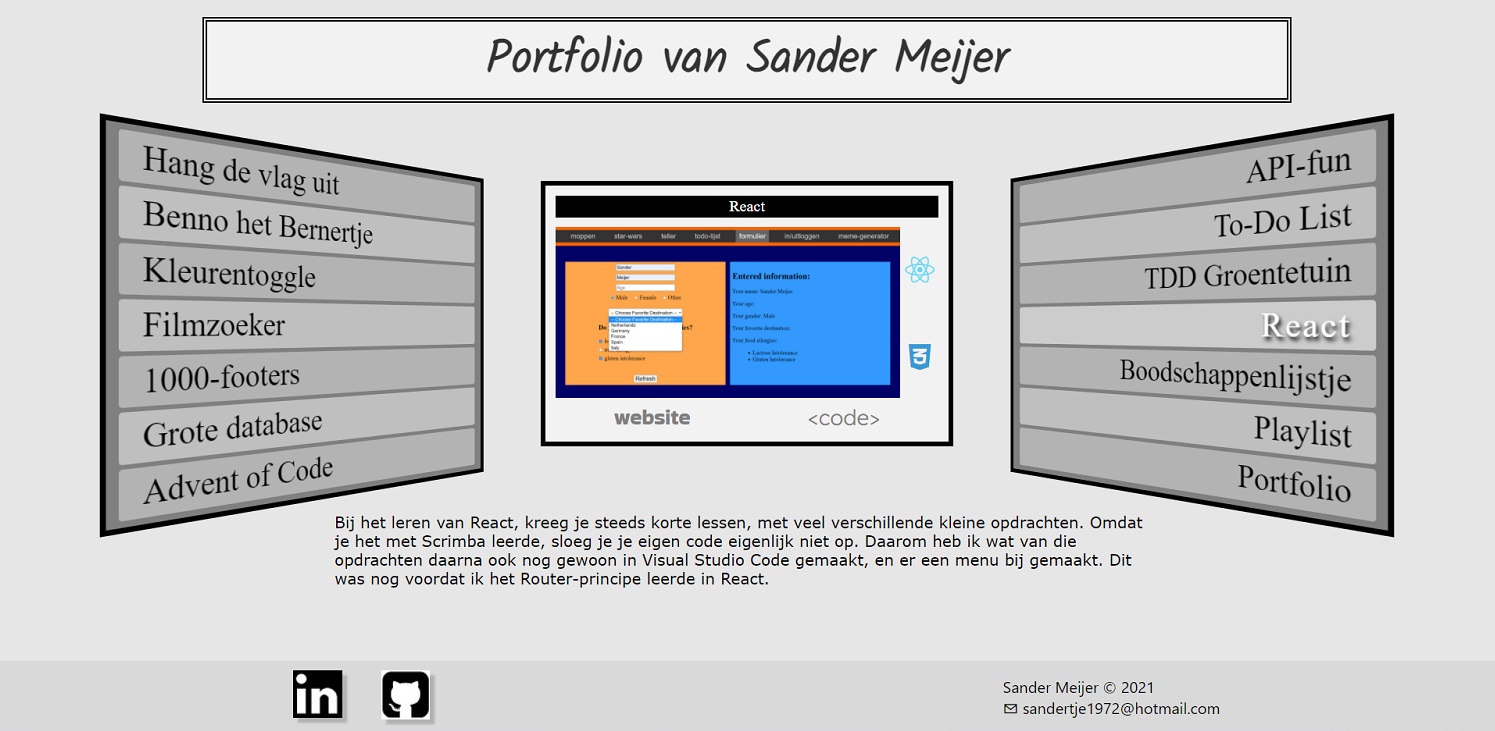 Portfolio van Sander Meijer
Hang de vlag uit
Benno het Bernertje
Kleurentoggle
Filmzoeker
1000-footers
Grote database
Advent of Code
React
moppen star-wars teller todo-lijst formulier in/uitloggen meme-generator
Sander
Meijer
Age
Male Female Other
-- Choose Favorite Destination --
-- Choose Favorite Destination --
Netherlands
Germany
France
Spain
Italy
gluten intolerance
Refresh
Entered information:
Your name: Sander Meijer
Your age:
Your gender: Male
Your favorite destination:
Your food allergies:
Lactose Intolerance
Gluten Intolerance
website <code>
API-fun
To-Do List
TDD Groentetuin
React
Boodschappenlijstje
Playlist
Portfolio
Bij het leren van React, kreeg je steeds korte lessen, met veel verschillende kleine opdrachten. Omdat
je het met Scrimba leerde, sloeg je je eigen code eigenlijk niet op. Daarom heb ik wat van die
opdrachten daarna ook nog gewoon in Visual Studio Code gemaakt, en er een menu bij gemaakt. Dit
was nog voordat ik het Router-principe leerde in React.
in
Sander Meijer © 2021
sandertje1972@hotmail.com